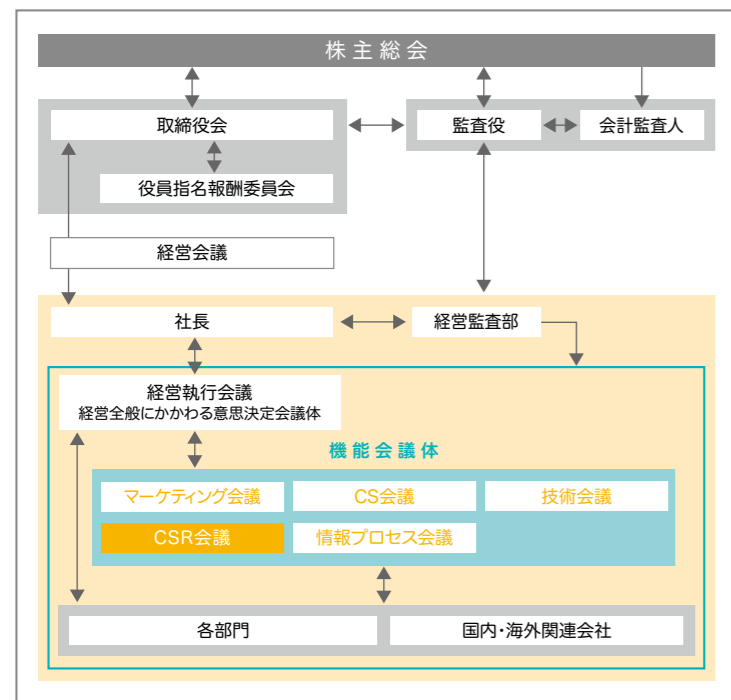 株主総会
取締役会
監査役
会計監査人
役員指名報酬委員会
経営会議
社長
経営監査部
経営執行会議
経営全般にかかわる意思決定会議体
機能会議体
マーケティング会議
CS会議
技術会議
CSR会議
情報プロセス会議
各部門
国内・海外関連会社